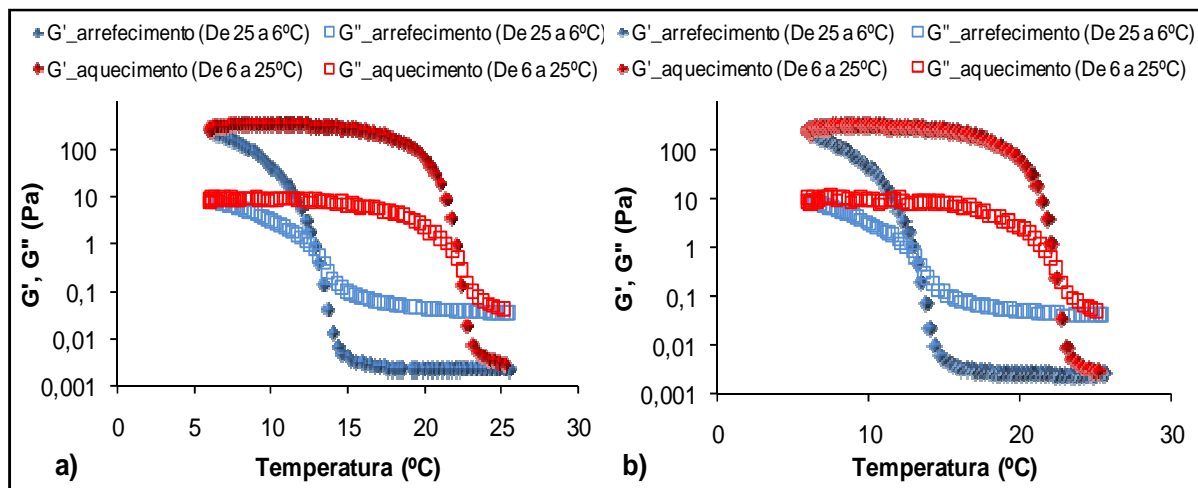 G'_arrefecimento (De 25 a 6ºC) G''_arrefecimento (De 25 a 6ºC)
G'_aquecimento (De 6 a 25ºC) G''_aquecimento (De 6 a 25ºC)
G', G'' (Pa)
100
10
1
0,1
0,01
0,001
0 5 10 15 20 25 30
Temperatura (ºC)
a)
G'_arrefecimento (De 25 a 6ºC) G''_arrefecimento (De 25 a 6ºC)
G'_aquecimento (De 6 a 25ºC) G''_aquecimento (De 6 a 25ºC)
G', G'' (Pa)
100
10
1
0,1
0,01
0,001
0 10 20 30
Temperatura (ºC)
b)